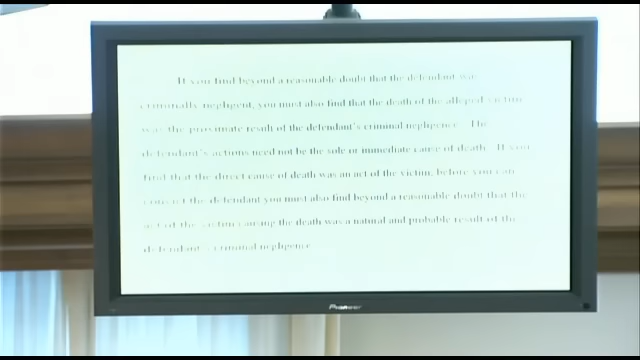 If you find beyond a reasonable doubt that the defendant was
criminally negligent, you must also find that the death of the alleged victim
was the proximate result of the defendant's criminal negligence. The
defendant's actions need not be the sole or immediate cause of death. If you
find that the direct cause of death was an act of the victim, before you can
convict the defendant you must also find beyond a reasonable doubt that the
act of the victim causing the death was a natural and probable result of the
defendant's criminal negligence.
Pioneer